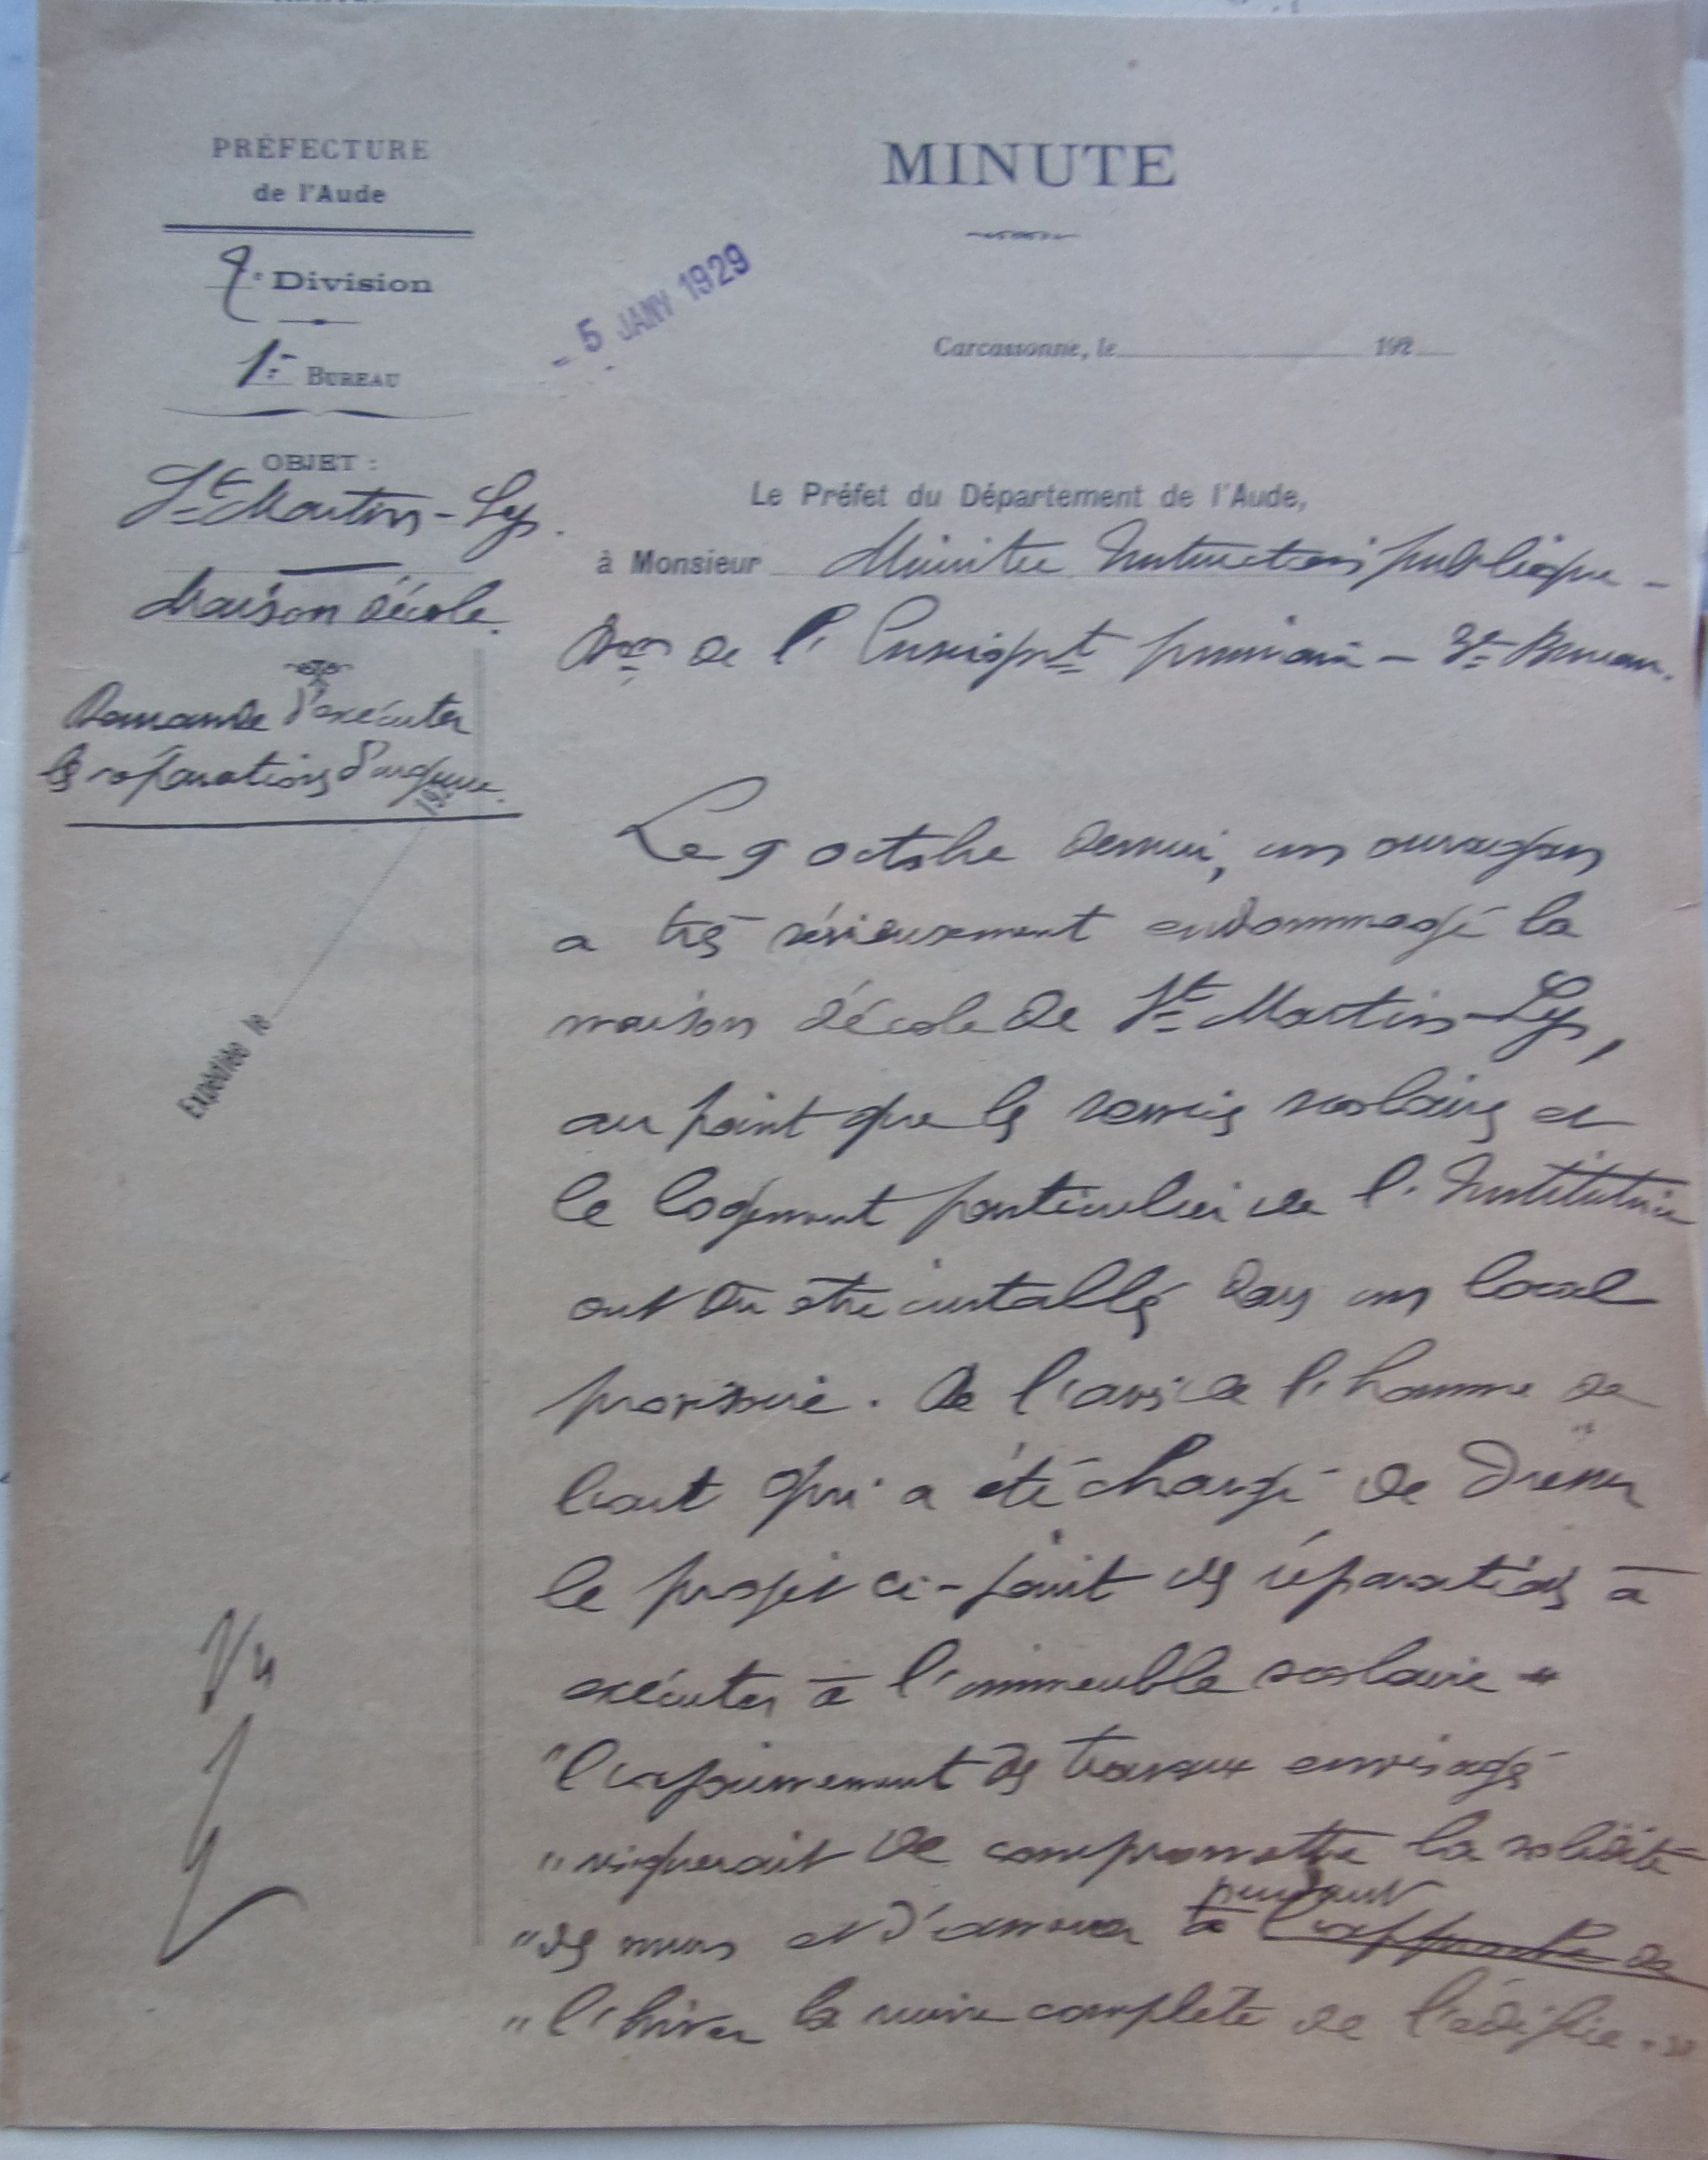 PRÉFECTURE
de l'Aude
2e Division
1er BUREAU
OBJET :
St Martin-Lys.
Maison d'école.
Demande d'exécuter
les réparations d'urgence.
Expédiée le 192
Vu
MINUTE
- 5 JANV 1929
Carcassonne, le 192
Le Préfet du Département de l'Aude,
à Monsieur Ministre Instruction publique -
Don de l'Enseignt primaire - 3e Bureau.
Le 9 octobre dernier, un ouragan
a très sérieusement endommagé la
maison d'école de St Martin-Lys,
au point que les services scolaires et
le logement particulier de l'Institutrice
ont dû être installés dans un local
provisoire. De l'avis de l'homme de
l'art qui a été chargé de dresser
le projet ci-joint des réparations à
exécuter à l'immeuble scolaire "
"l'ajournement des travaux envisagés
"risquerait de compromettre la solidité
pendant
"des murs et d'amener à l'approche de
"l'hiver la ruine complète de l'édifice."